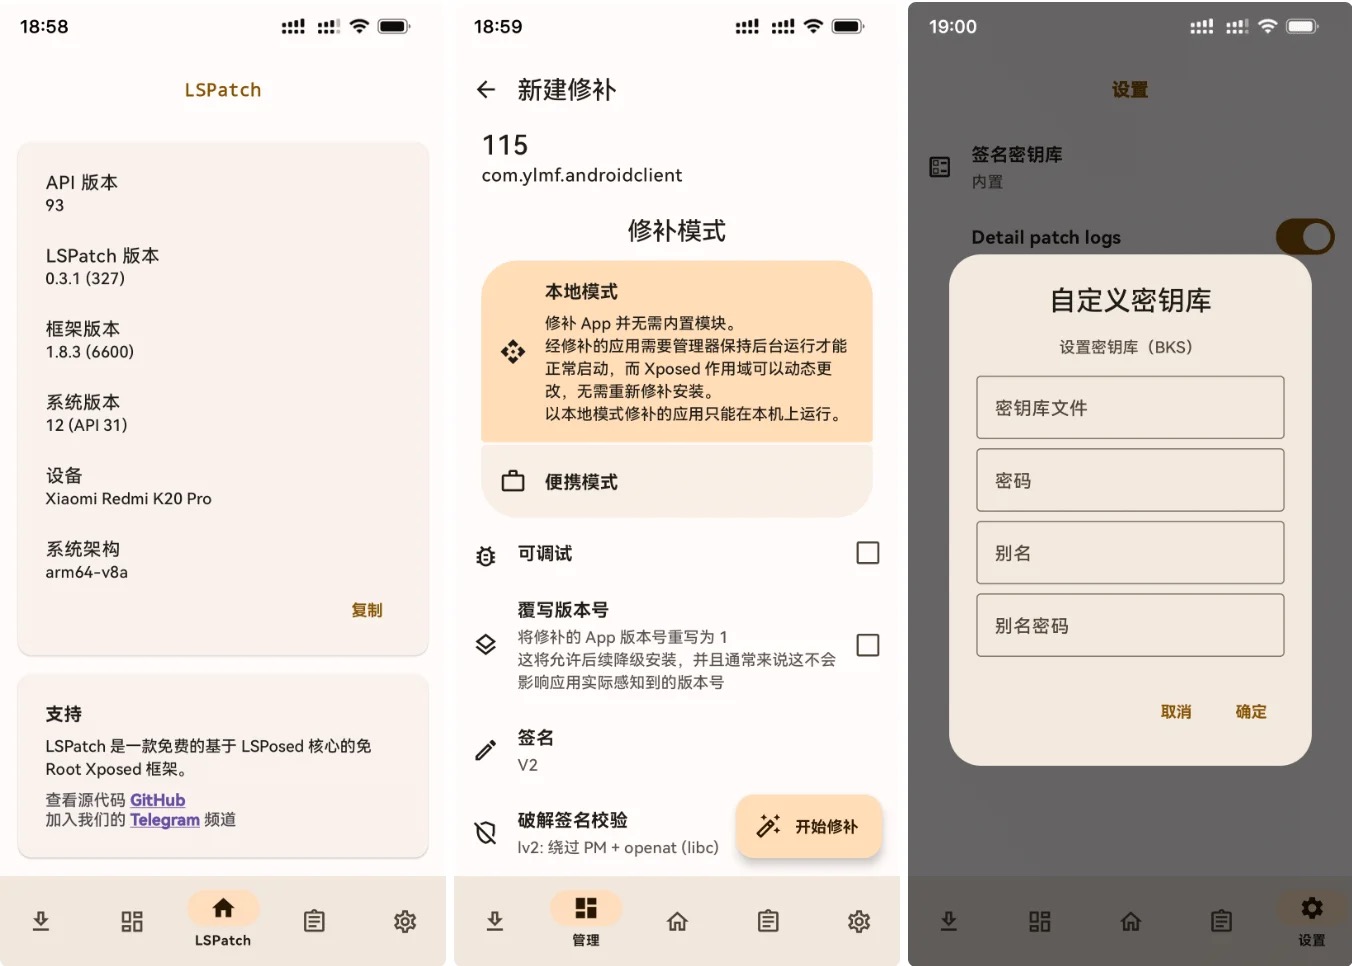 18:58
LSPatch
API 版本
93
LSPatch 版本
0.3.1 (327)
框架版本
1.8.3 (6600)
系统版本
12 (API 31)
设备
Xiaomi Redmi K20 Pro
系统架构
arm64-v8a
复制
支持
LSPatch 是一款免费的基于 LSPosed 核心的免
Root Xposed 框架。
查看源代码 GitHub
加入我们的 Telegram 频道
LSPatch
18:59
新建修补
115
com.ylmf.androidclient
修补模式
本地模式
修补 App 并无需内置模块。
经修补的应用需要管理器保持后台运行才能
正常启动，而 Xposed 作用域可以动态更
改，无需重新修补安装。
以本地模式修补的应用只能在本机上运行。
便携模式
可调试
覆写版本号
将修补的 App 版本号重写为 1
这将允许后续降级安装，并且通常来说这不会
影响应用实际感知到的版本号
签名
V2
破解签名校验
lv2: 绕过 PM + openat (libc)
开始修补
管理
19:00
设置
签名密钥库
内置
Detail patch logs
自定义密钥库
设置密钥库（BKS）
密钥库文件
密码
别名
别名密码
取消
确定
设置